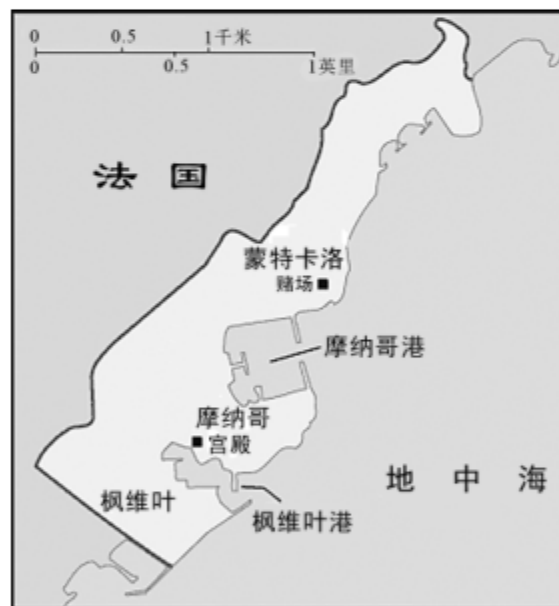 0 0.5 1千米
0 0.5 1英里
法国
蒙特卡洛
赌场
摩纳哥港
摩纳哥
宫殿
地中海
枫维叶
枫维叶港